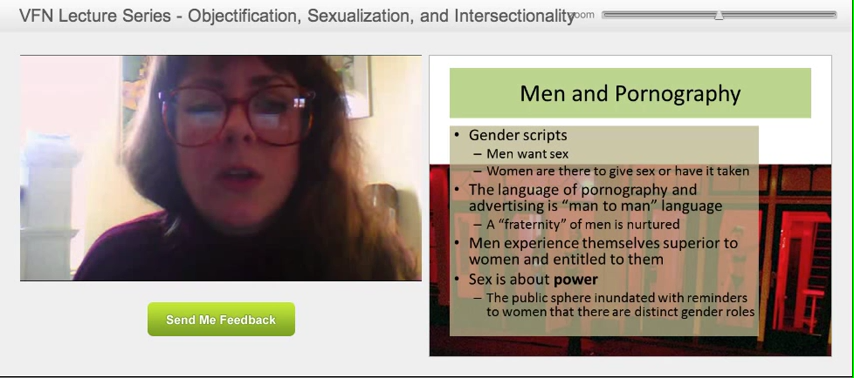 VFN Lecture Series - Objectification, Sexualization, and Intersectionality
oom
Men and Pornography
• Gender scripts
– Men want sex
– Women are there to give sex or have it taken
• The language of pornography and
advertising is “man to man” language
– A “fraternity” of men is nurtured
• Men experience themselves superior to
women and entitled to them
• Sex is about power
– The public sphere inundated with reminders
to women that there are distinct gender roles
Send Me Feedback